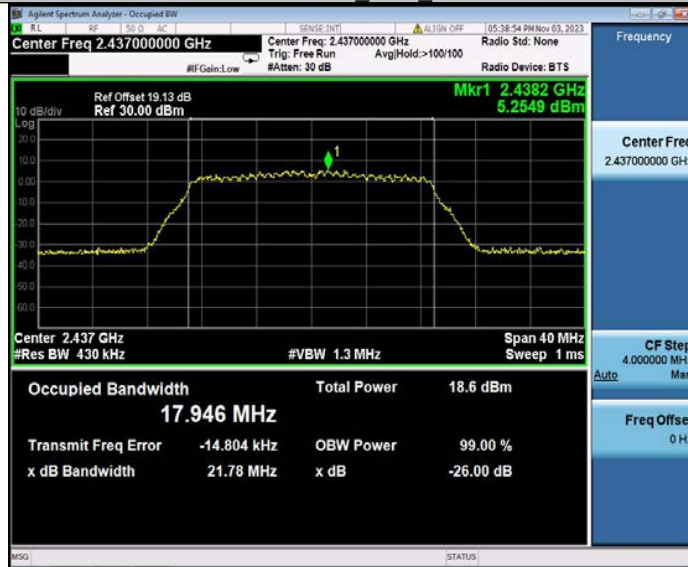 Agilent Spectrum Analyzer - Occupied BW
RL RF 50 Ω AC SENSE:INT ALIGN OFF 05:38:54 PM Nov 03, 2023
Center Freq 2.437000000 GHz
Center Freq: 2.437000000 GHz
Radio Std: None
Trig: Free Run Avg|Hold:>100/100
#IFGain:Low #Atten: 30 dB Radio Device: BTS
Frequency
Ref Offset 19.13 dB
10 dB/div Ref 30.00 dBm
Mkr1 2.4382 GHz
5.2549 dBm
Log
20.0
10.0
0.00
-10.0
-20.0
-30.0
-40.0
-50.0
-60.0
1
Center Freq
2.437000000 GHz
Center 2.437 GHz Span 40 MHz
#Res BW 430 kHz #VBW 1.3 MHz Sweep 1 ms
CF Step
4.000000 MHz
Auto Man
Occupied Bandwidth Total Power 18.6 dBm
17.946 MHz
Transmit Freq Error -14.804 kHz OBW Power 99.00 %
x dB Bandwidth 21.78 MHz x dB -26.00 dB
Freq Offset
0 Hz
MSG STATUS